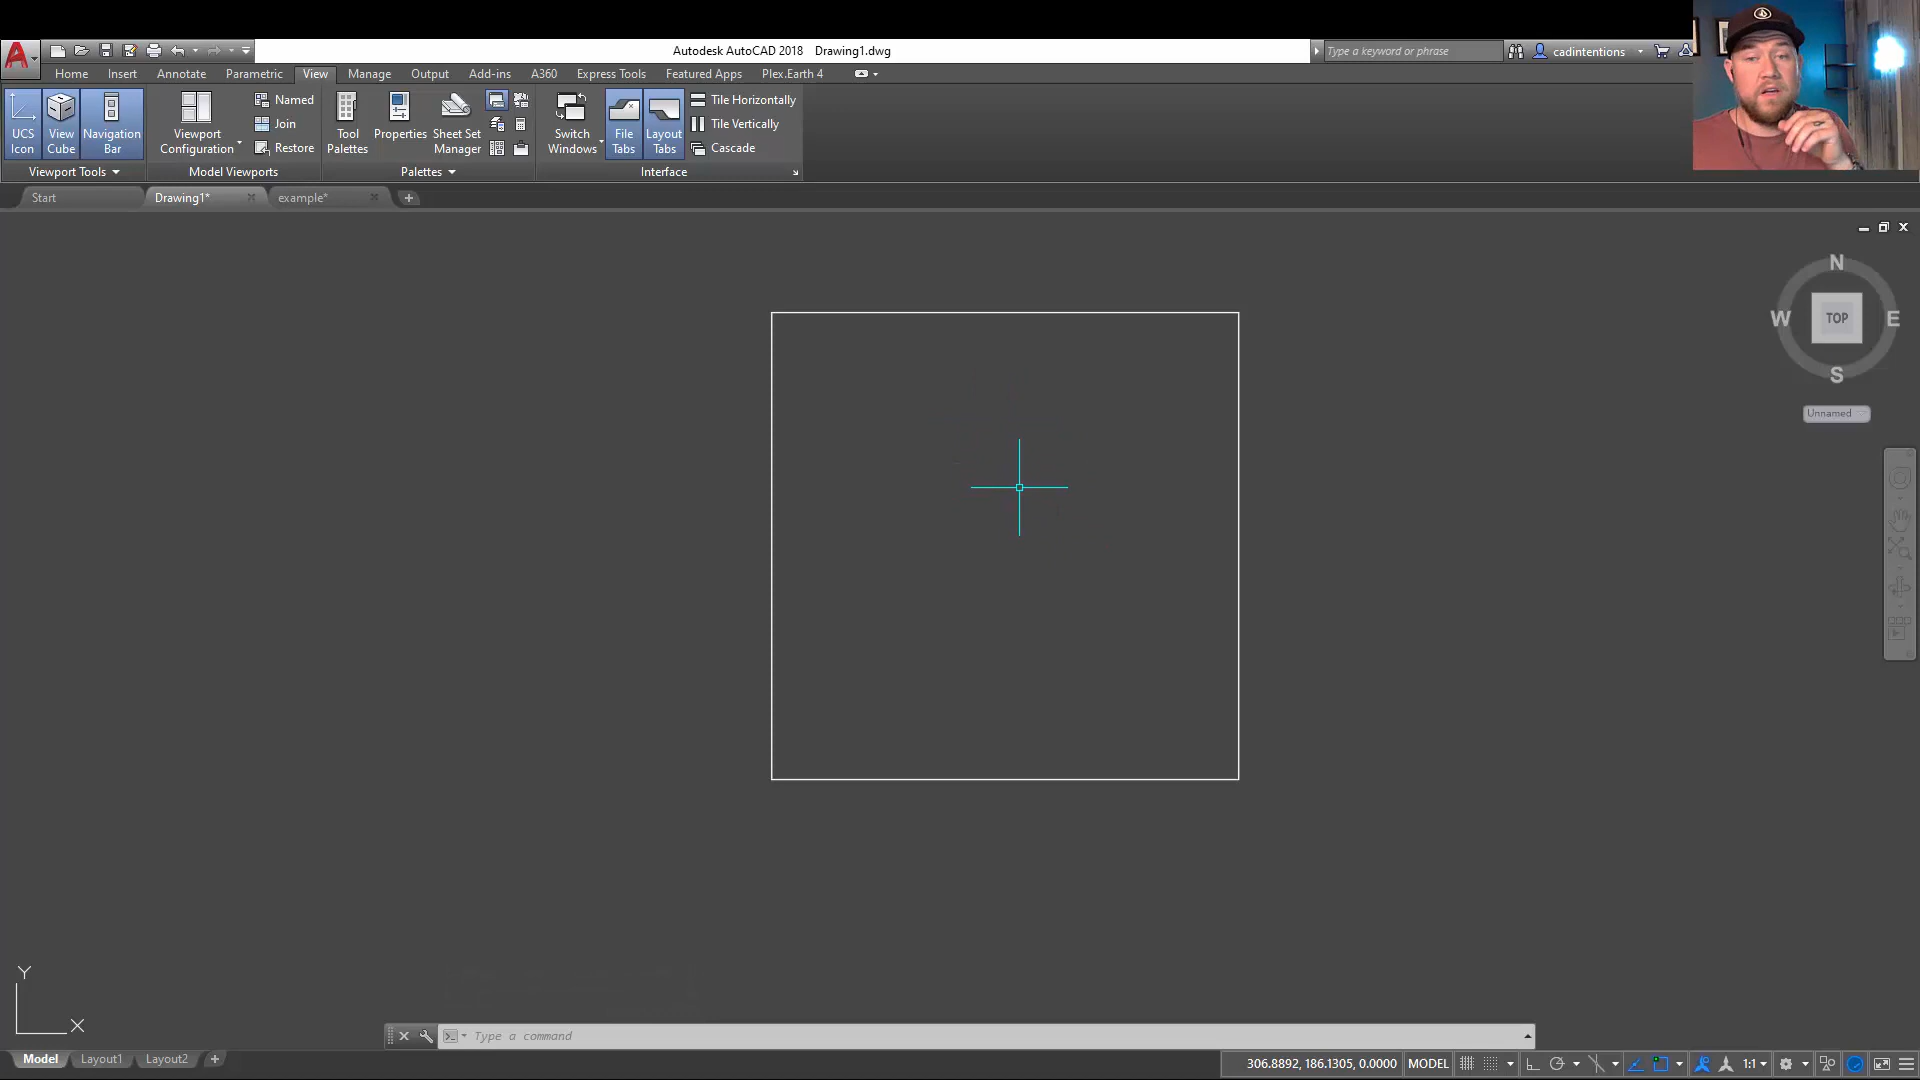 Autodesk AutoCAD 2018 Drawing1.dwg
Type a keyword or phrase
cadintentions
Home Insert Annotate Parametric View Manage Output Add-ins A360 Express Tools Featured Apps Plex.Earth 4
UCS Icon
View Cube
Navigation Bar
Viewport Configuration
Named
Join
Restore
Tool Palettes
Properties
Sheet Set Manager
Switch Windows
File Tabs
Layout Tabs
Tile Horizontally
Tile Vertically
Cascade
Viewport Tools Model Viewports Palettes Interface
Start Drawing1* example*
N
W TOP E
S
Unnamed
Y
X
Type a command
Model Layout1 Layout2
306.8892, 186.1305, 0.0000 MODEL 1:1